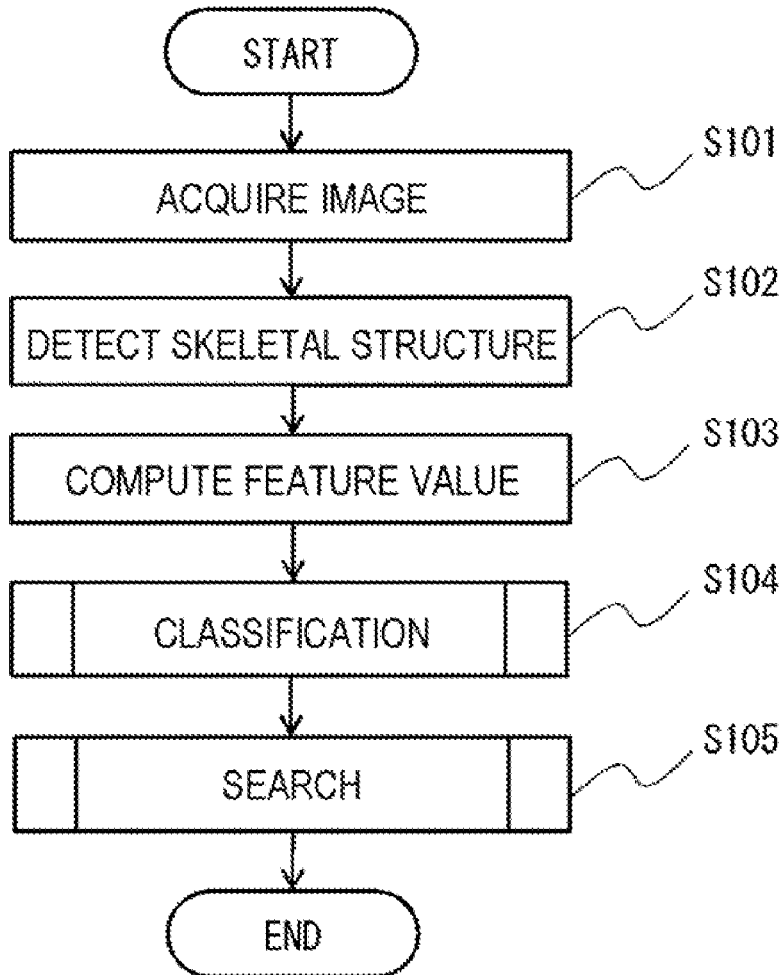 START
ACQUIRE IMAGE
S101
DETECT SKELETAL STRUCTURE
S102
COMPUTE FEATURE VALUE
S103
CLASSIFICATION
S104
SEARCH
S105
END